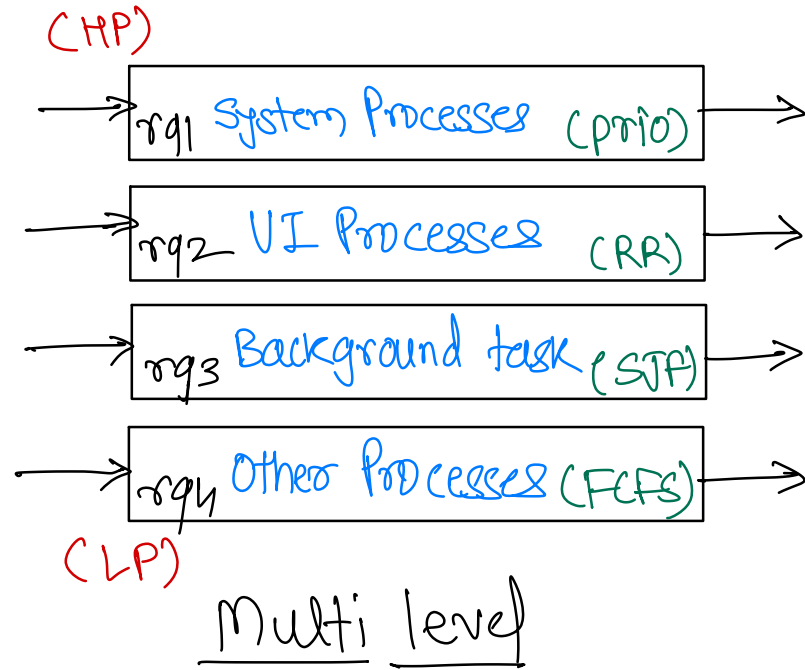 (HP)
rq1 System Processes (prio)
rq2 UI Processes (RR)
rq3 Background task (SJF)
rq4 Other Processes (FCFS)
(LP)
Multi level